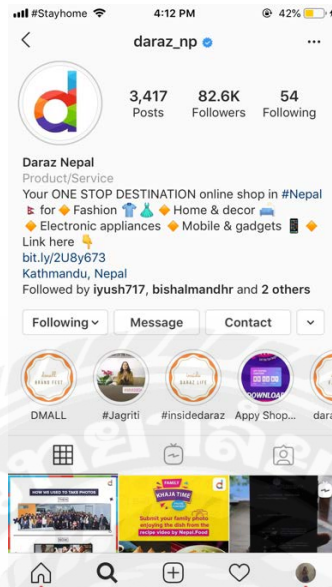 #Stayhome 4:12 PM 42%
daraz_np
3,417 82.6K 54
Posts Followers Following
Daraz Nepal
Product/Service
Your ONE STOP DESTINATION online shop in #Nepal
🇳🇵 for 🔸 Fashion 👕 👗 🔸 Home & decor 🛋
🔸 Electronic appliances 🔸 Mobile & gadgets 📱 🔸
Link here 👇
bit.ly/2U8y673
Kathmandu, Nepal
Followed by iyush717, bishalmandhr and 2 others
Following Message Contact
BRAND FEST
DARAZ LIFE
DOWNLOAD
DMALL #Jagriti #insidedaraz Appy Shop... dara
HOW WE USED TO TAKE PHOTOS
FAMILY
KHAJA TIME
Submit your family photo
enjoying the dish from the
recipe video by Nepal.Food